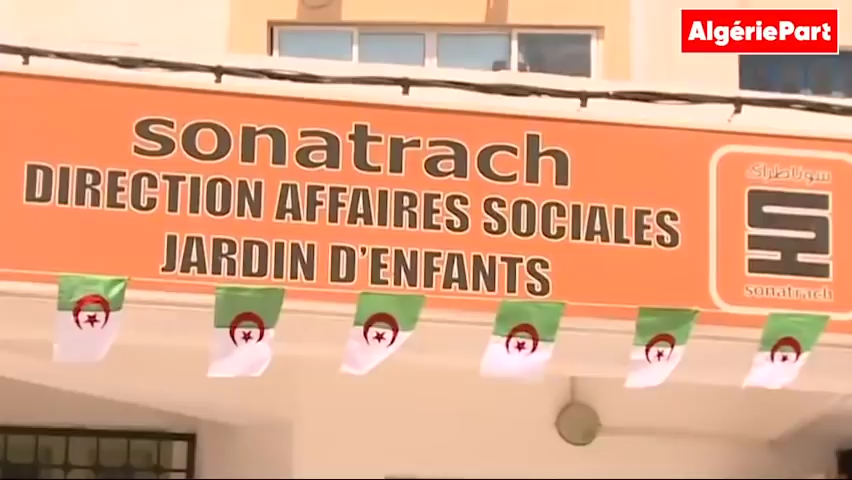 AlgériePart
sonatrach
DIRECTION AFFAIRES SOCIALES
JARDIN D'ENFANTS
سوناطراك
sonatrach